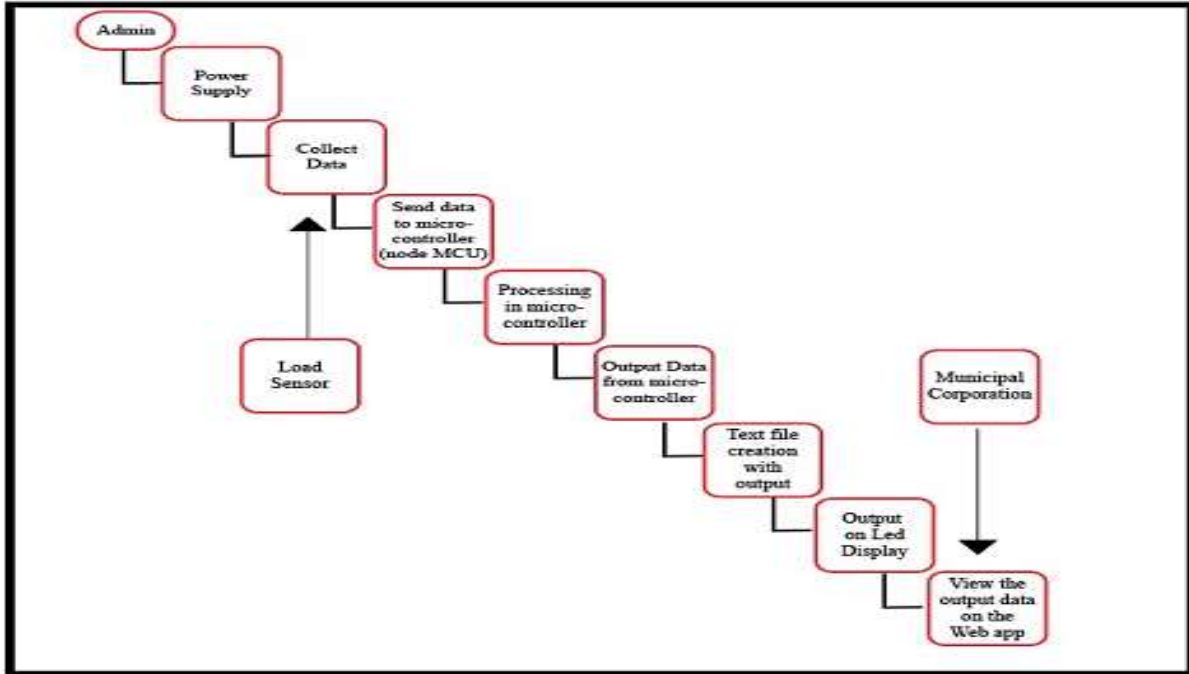 Admin
Power
Supply
Collect
Data
Send data
to micro-
controller
(node MCU)
Processing
in micro-
controller
Load
Sensor
Output Data
from micro-
controller
Municipal
Corporation
Text file
creation
with
output
Output
on Led
Display
View the
output data
on the
Web app